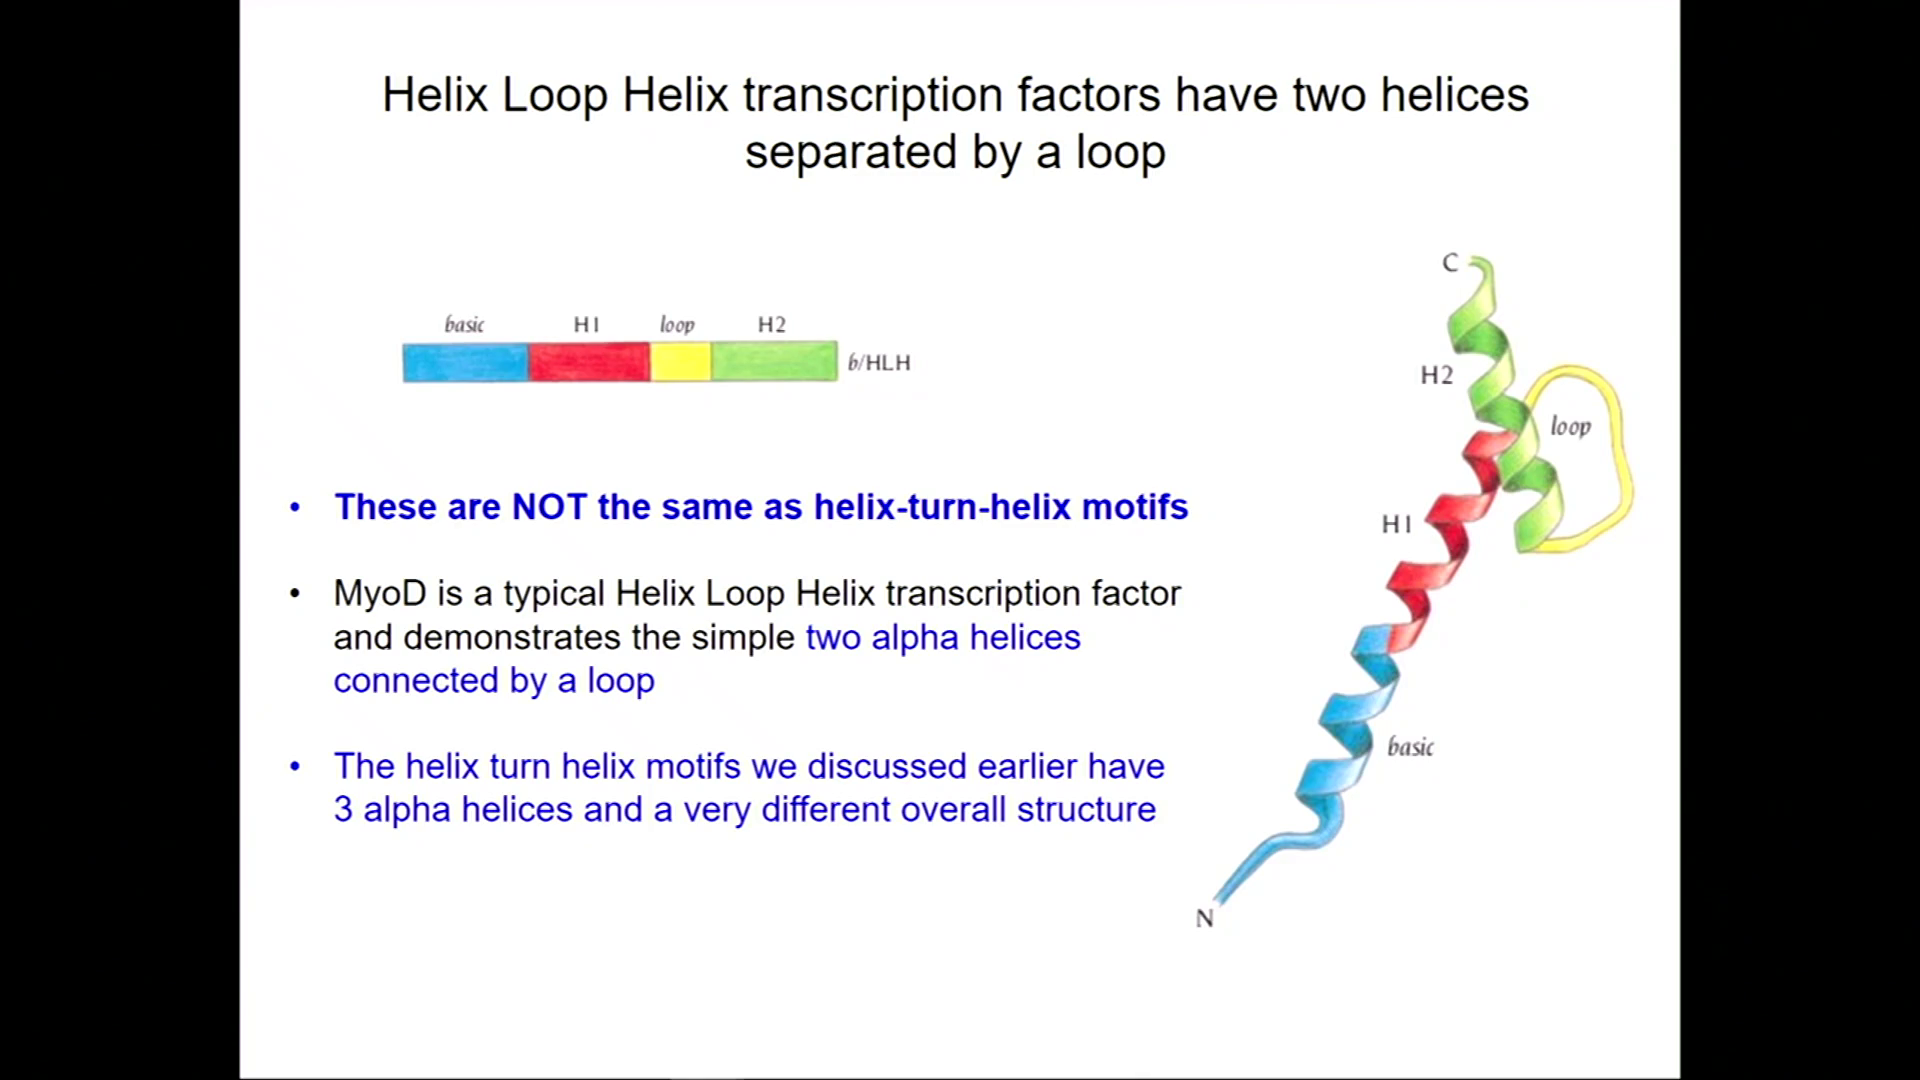 Helix Loop Helix transcription factors have two helices
separated by a loop
basic H1 loop H2
b/HLH
• These are NOT the same as helix-turn-helix motifs
• MyoD is a typical Helix Loop Helix transcription factor
and demonstrates the simple two alpha helices
connected by a loop
• The helix turn helix motifs we discussed earlier have
3 alpha helices and a very different overall structure
C
H2
loop
H1
basic
N